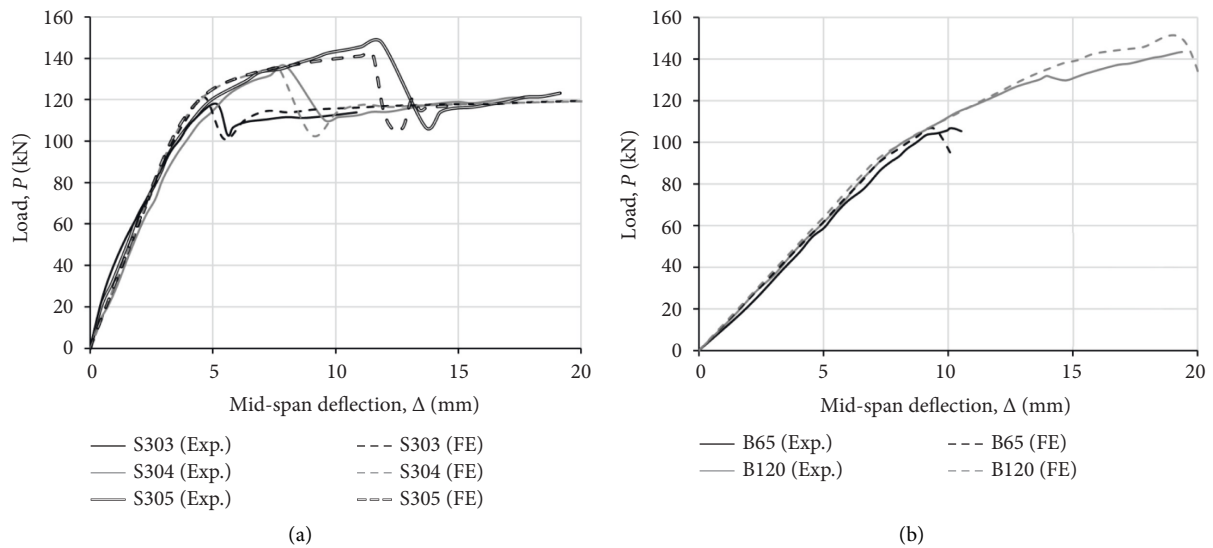 160
140
120
100
80
60
40
20
0
Load, P (kN)
0 5 10 15 20
Mid-span deflection, Δ (mm)
S303 (Exp.) S303 (FE)
S304 (Exp.) S304 (FE)
S305 (Exp.) S305 (FE)
(a)
160
140
120
100
80
60
40
20
0
Load, P (kN)
0 5 10 15 20
Mid-span deflection, Δ (mm)
B65 (Exp.) B65 (FE)
B120 (Exp.) B120 (FE)
(b)